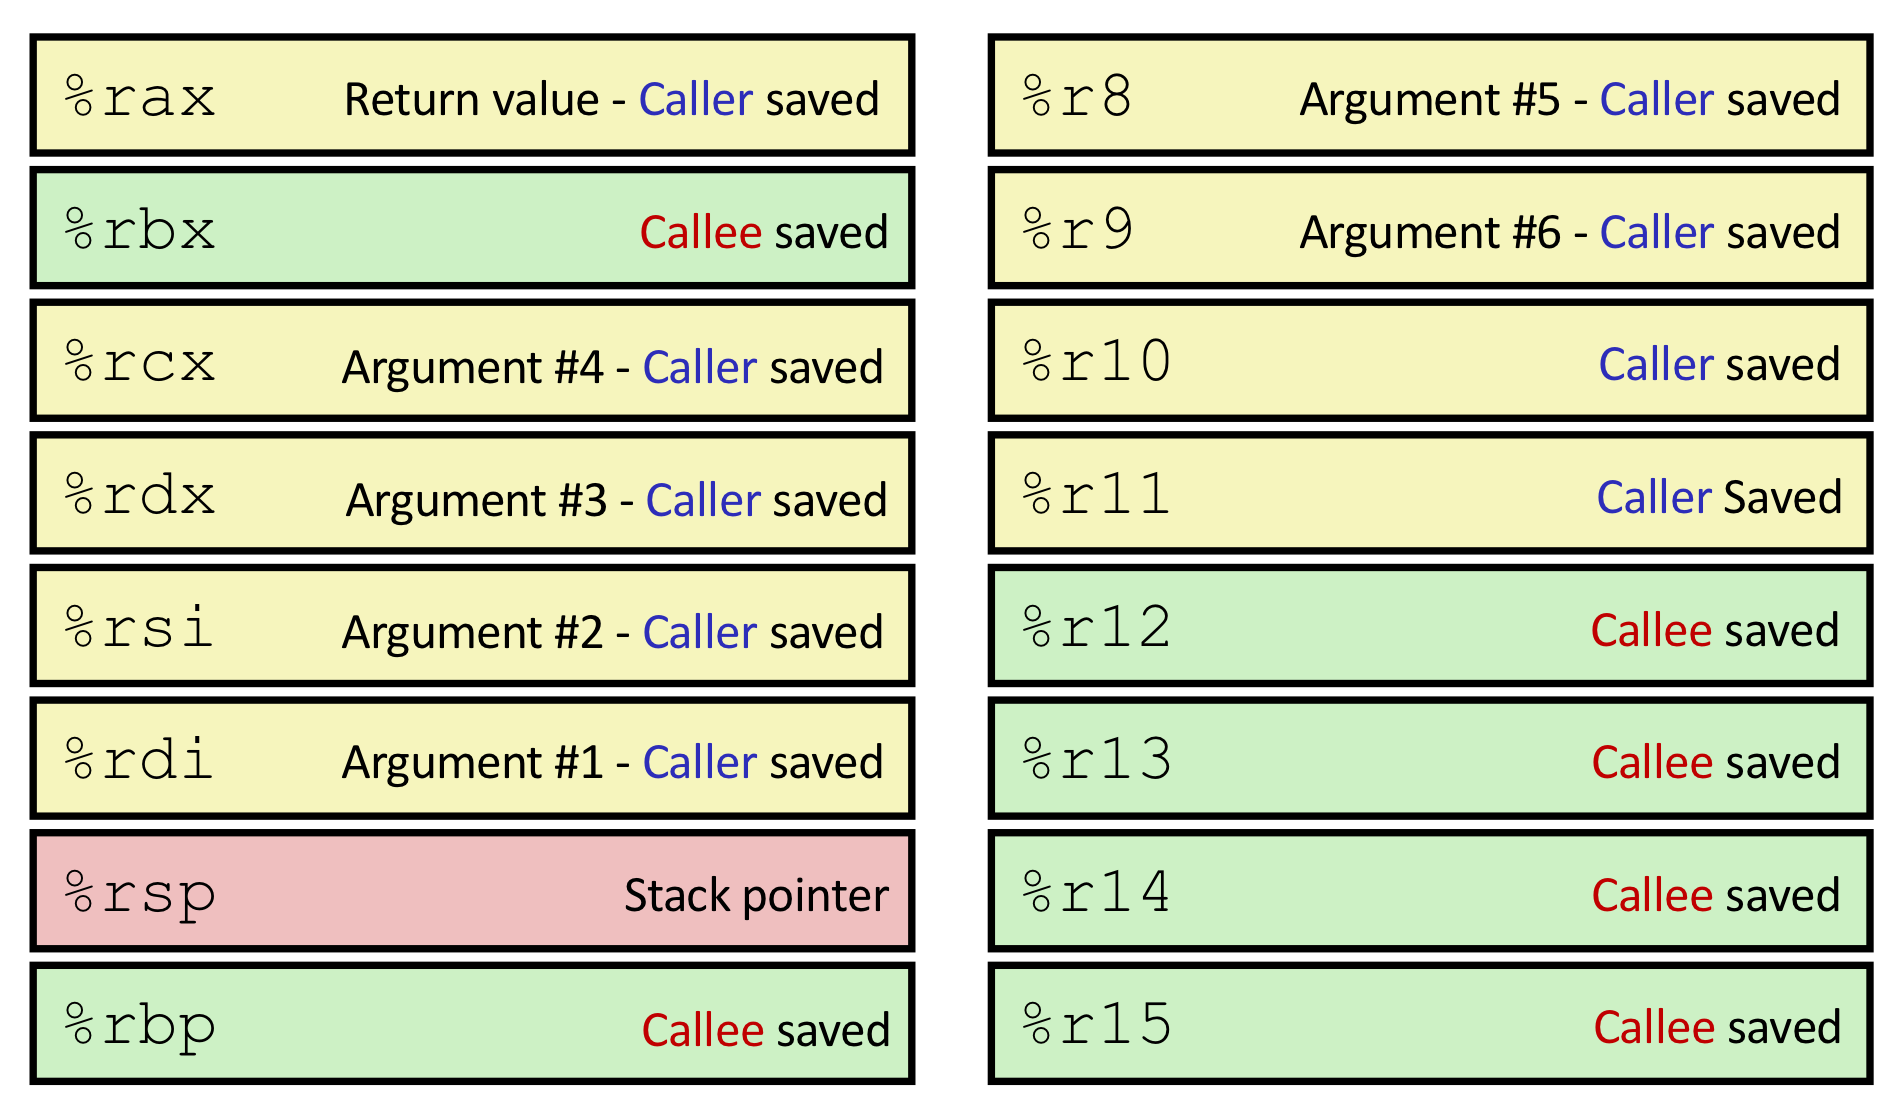 %rax Return value - Caller saved
%rbx Callee saved
%rcx Argument #4 - Caller saved
%rdx Argument #3 - Caller saved
%rsi Argument #2 - Caller saved
%rdi Argument #1 - Caller saved
%rsp Stack pointer
%rbp Callee saved
%r8 Argument #5 - Caller saved
%r9 Argument #6 - Caller saved
%r10 Caller saved
%r11 Caller Saved
%r12 Callee saved
%r13 Callee saved
%r14 Callee saved
%r15 Callee saved